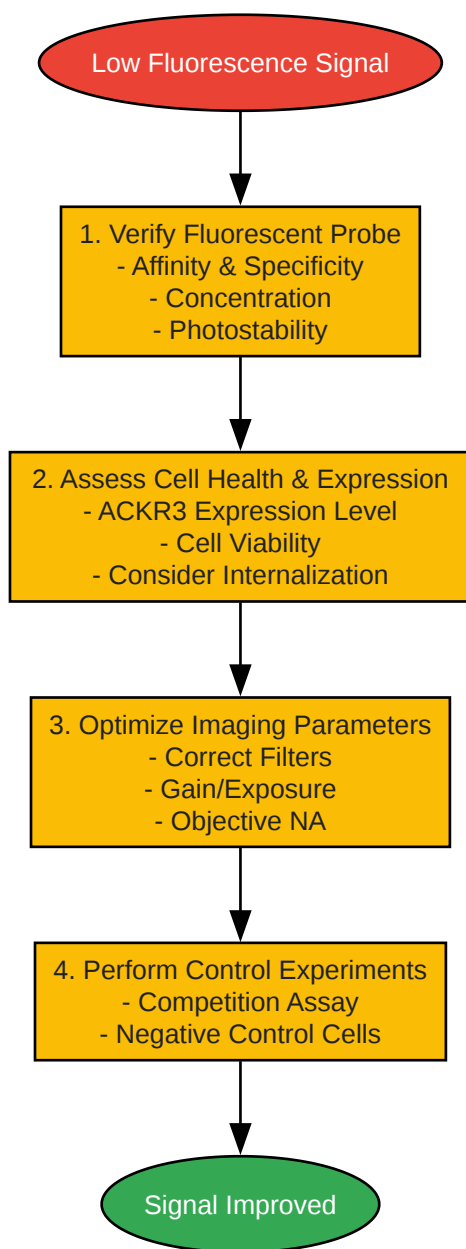 Low Fluorescence Signal
1. Verify Fluorescent Probe
- Affinity & Specificity
- Concentration
- Photostability
2. Assess Cell Health & Expression
- ACKR3 Expression Level
- Cell Viability
- Consider Internalization
3. Optimize Imaging Parameters
- Correct Filters
- Gain/Exposure
- Objective NA
4. Perform Control Experiments
- Competition Assay
- Negative Control Cells
Signal Improved